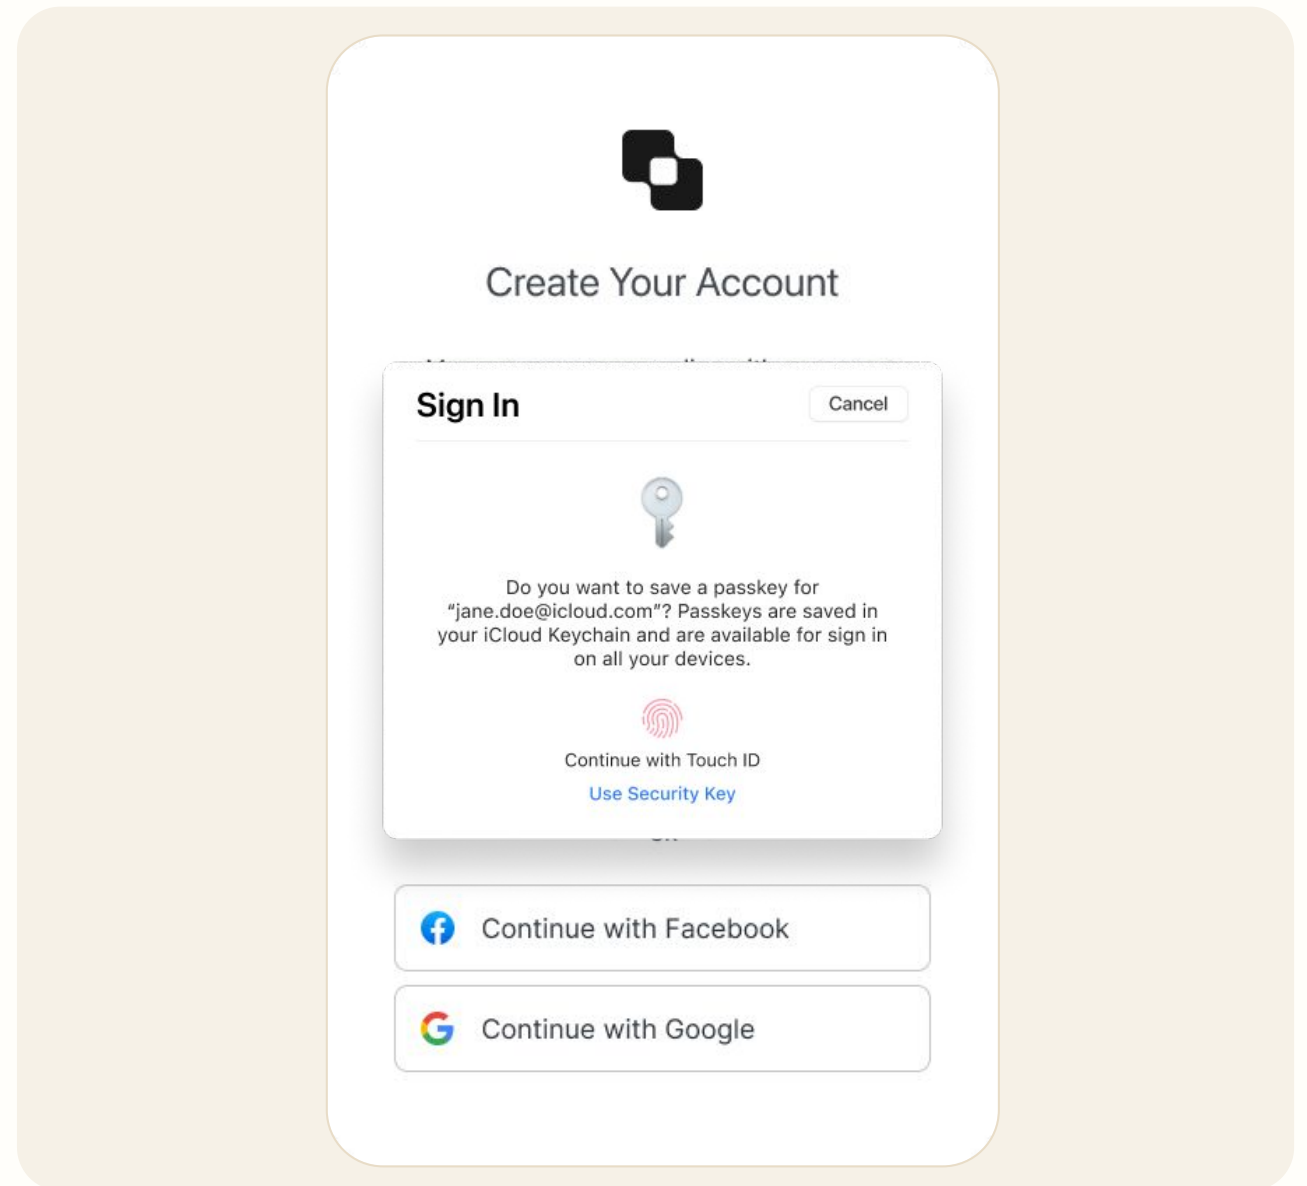 Create Your Account
Sign In
Cancel
Do you want to save a passkey for
“jane.doe@icloud.com”? Passkeys are saved in
your iCloud Keychain and are available for sign in
on all your devices.
Continue with Touch ID
Use Security Key
Continue with Facebook
Continue with Google